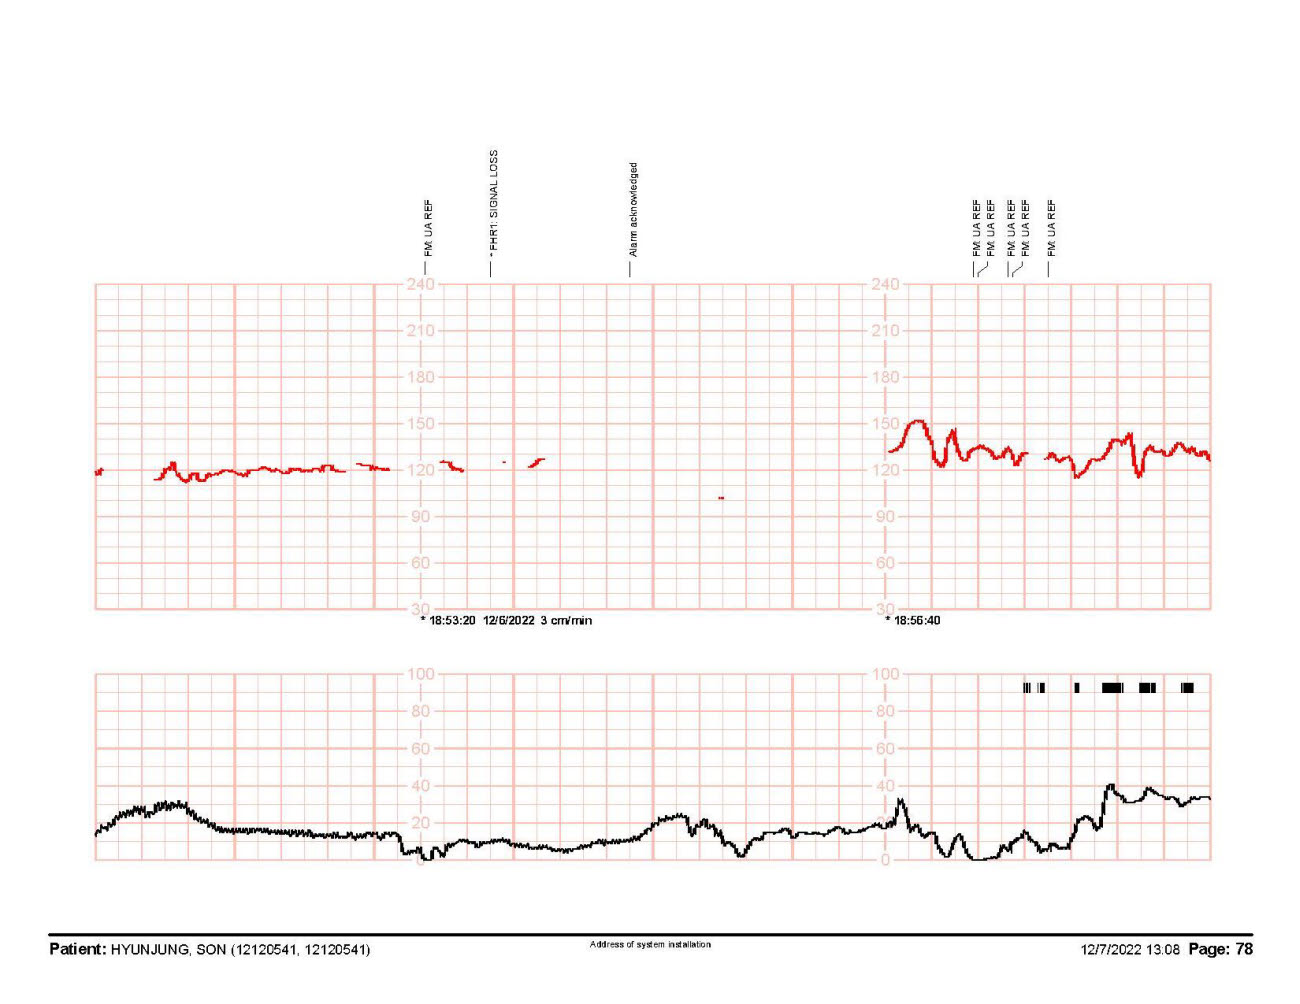 FM: UA REF
* FHR1: SIGNAL LOSS
Alarm acknowledged
FM: UA REF
FM: UA REF
FM: UA REF
FM: UA REF
FM: UA REF
240 240
210 210
180 180
150 150
120 120
90 90
60 60
30 30
* 18:53:20 12/6/2022 3 cm/min * 18:56:40
100 100
80 80
60 60
40 40
20 20
0 0
Patient: HYUNJUNG, SON (12120541, 12120541) Address of system installation 12/7/2022 13:08 Page: 78